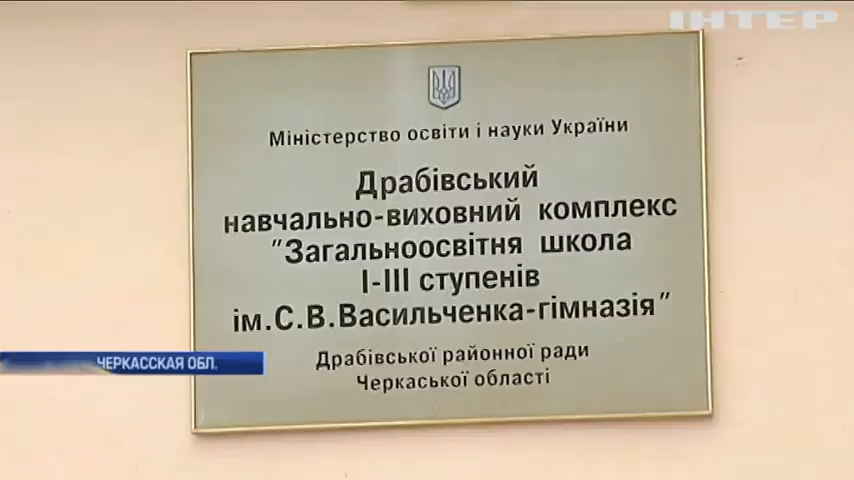 ІНТЕР
Міністерство освіти і науки України
Драбівський
навчально-виховний комплекс
"Загальноосвітня школа
І-ІІІ ступенів
ім.С.В.Васильченка-гімназія"
Драбівської районної ради
Черкаської області
ЧЕРКАССКАЯ ОБЛ.